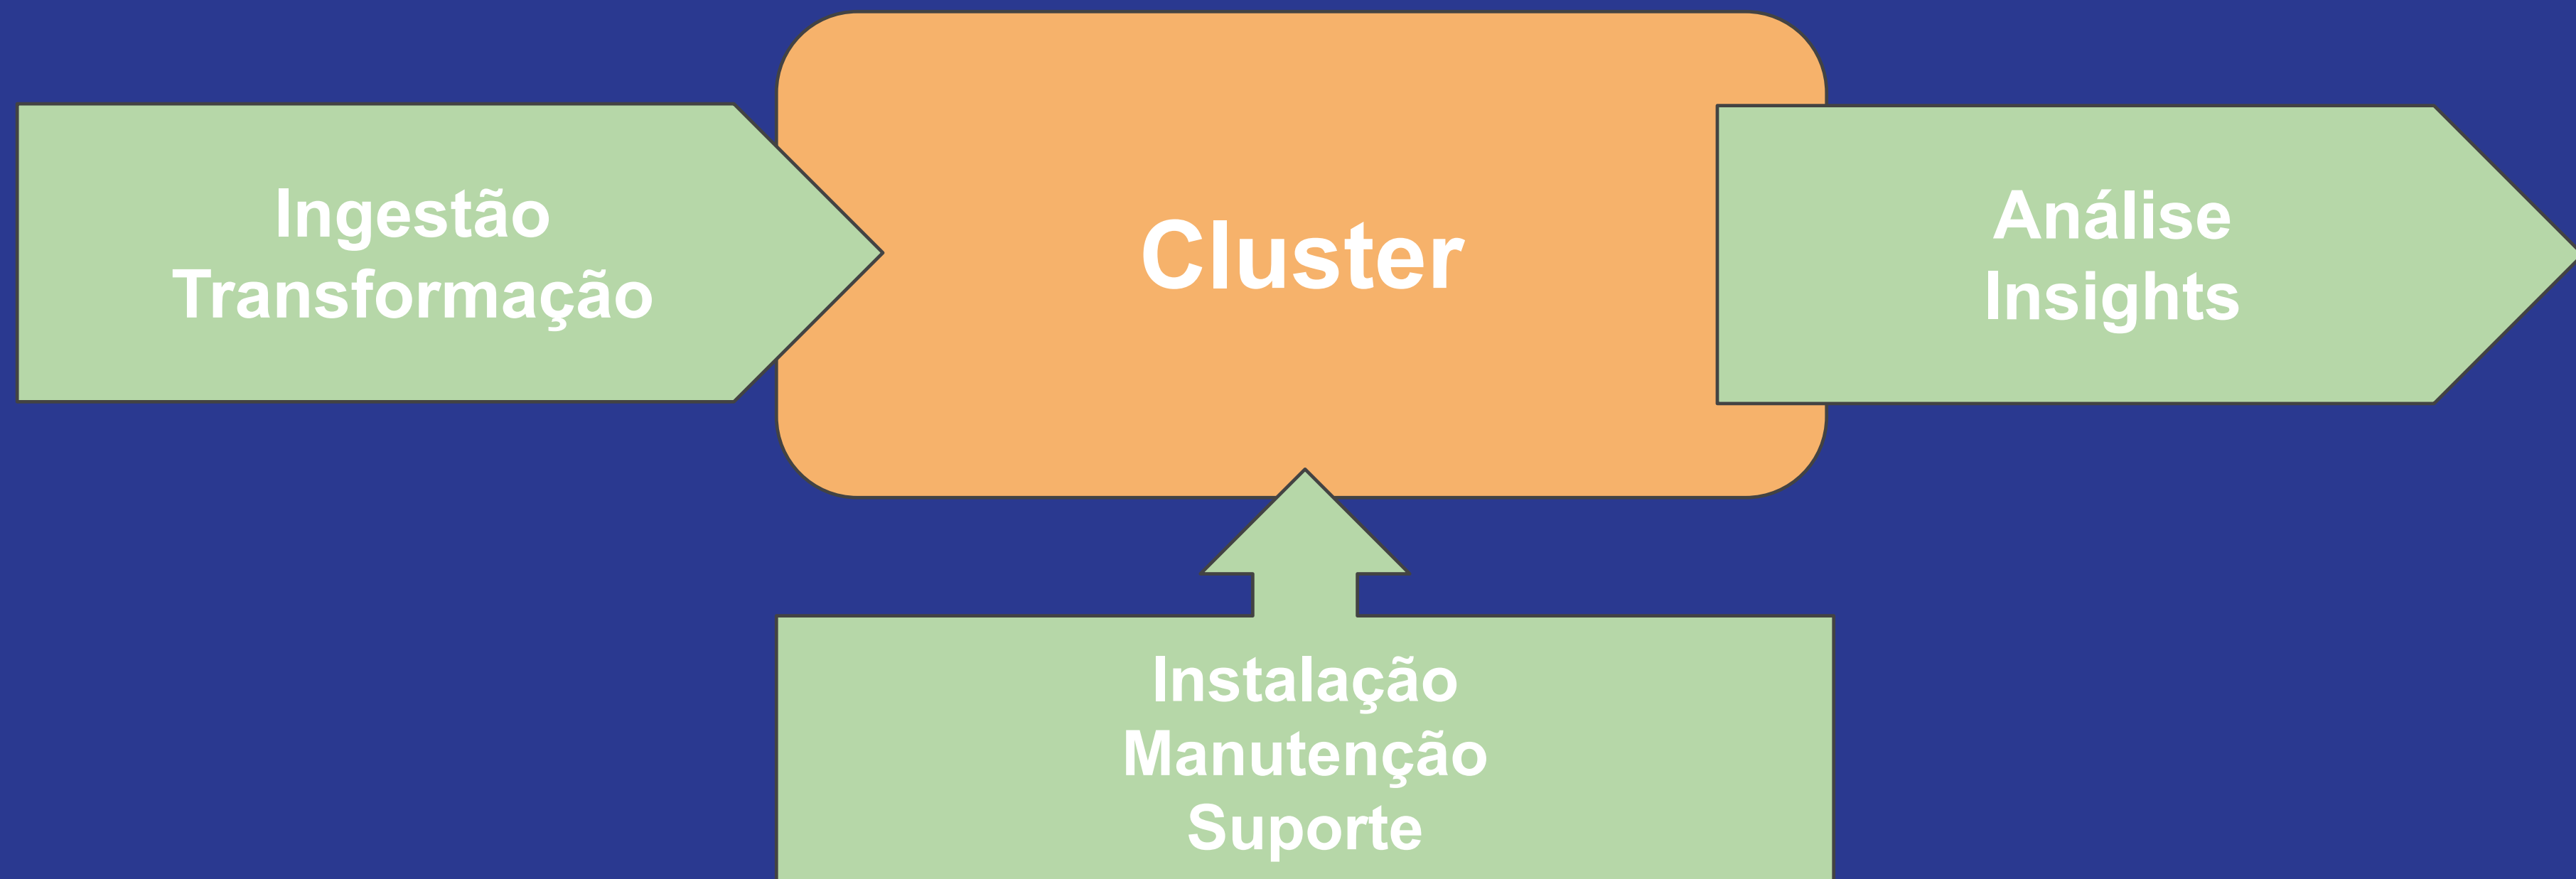 Ingestão
Transformação
Cluster
Análise
Insights
Instalação
Manutenção
Suporte